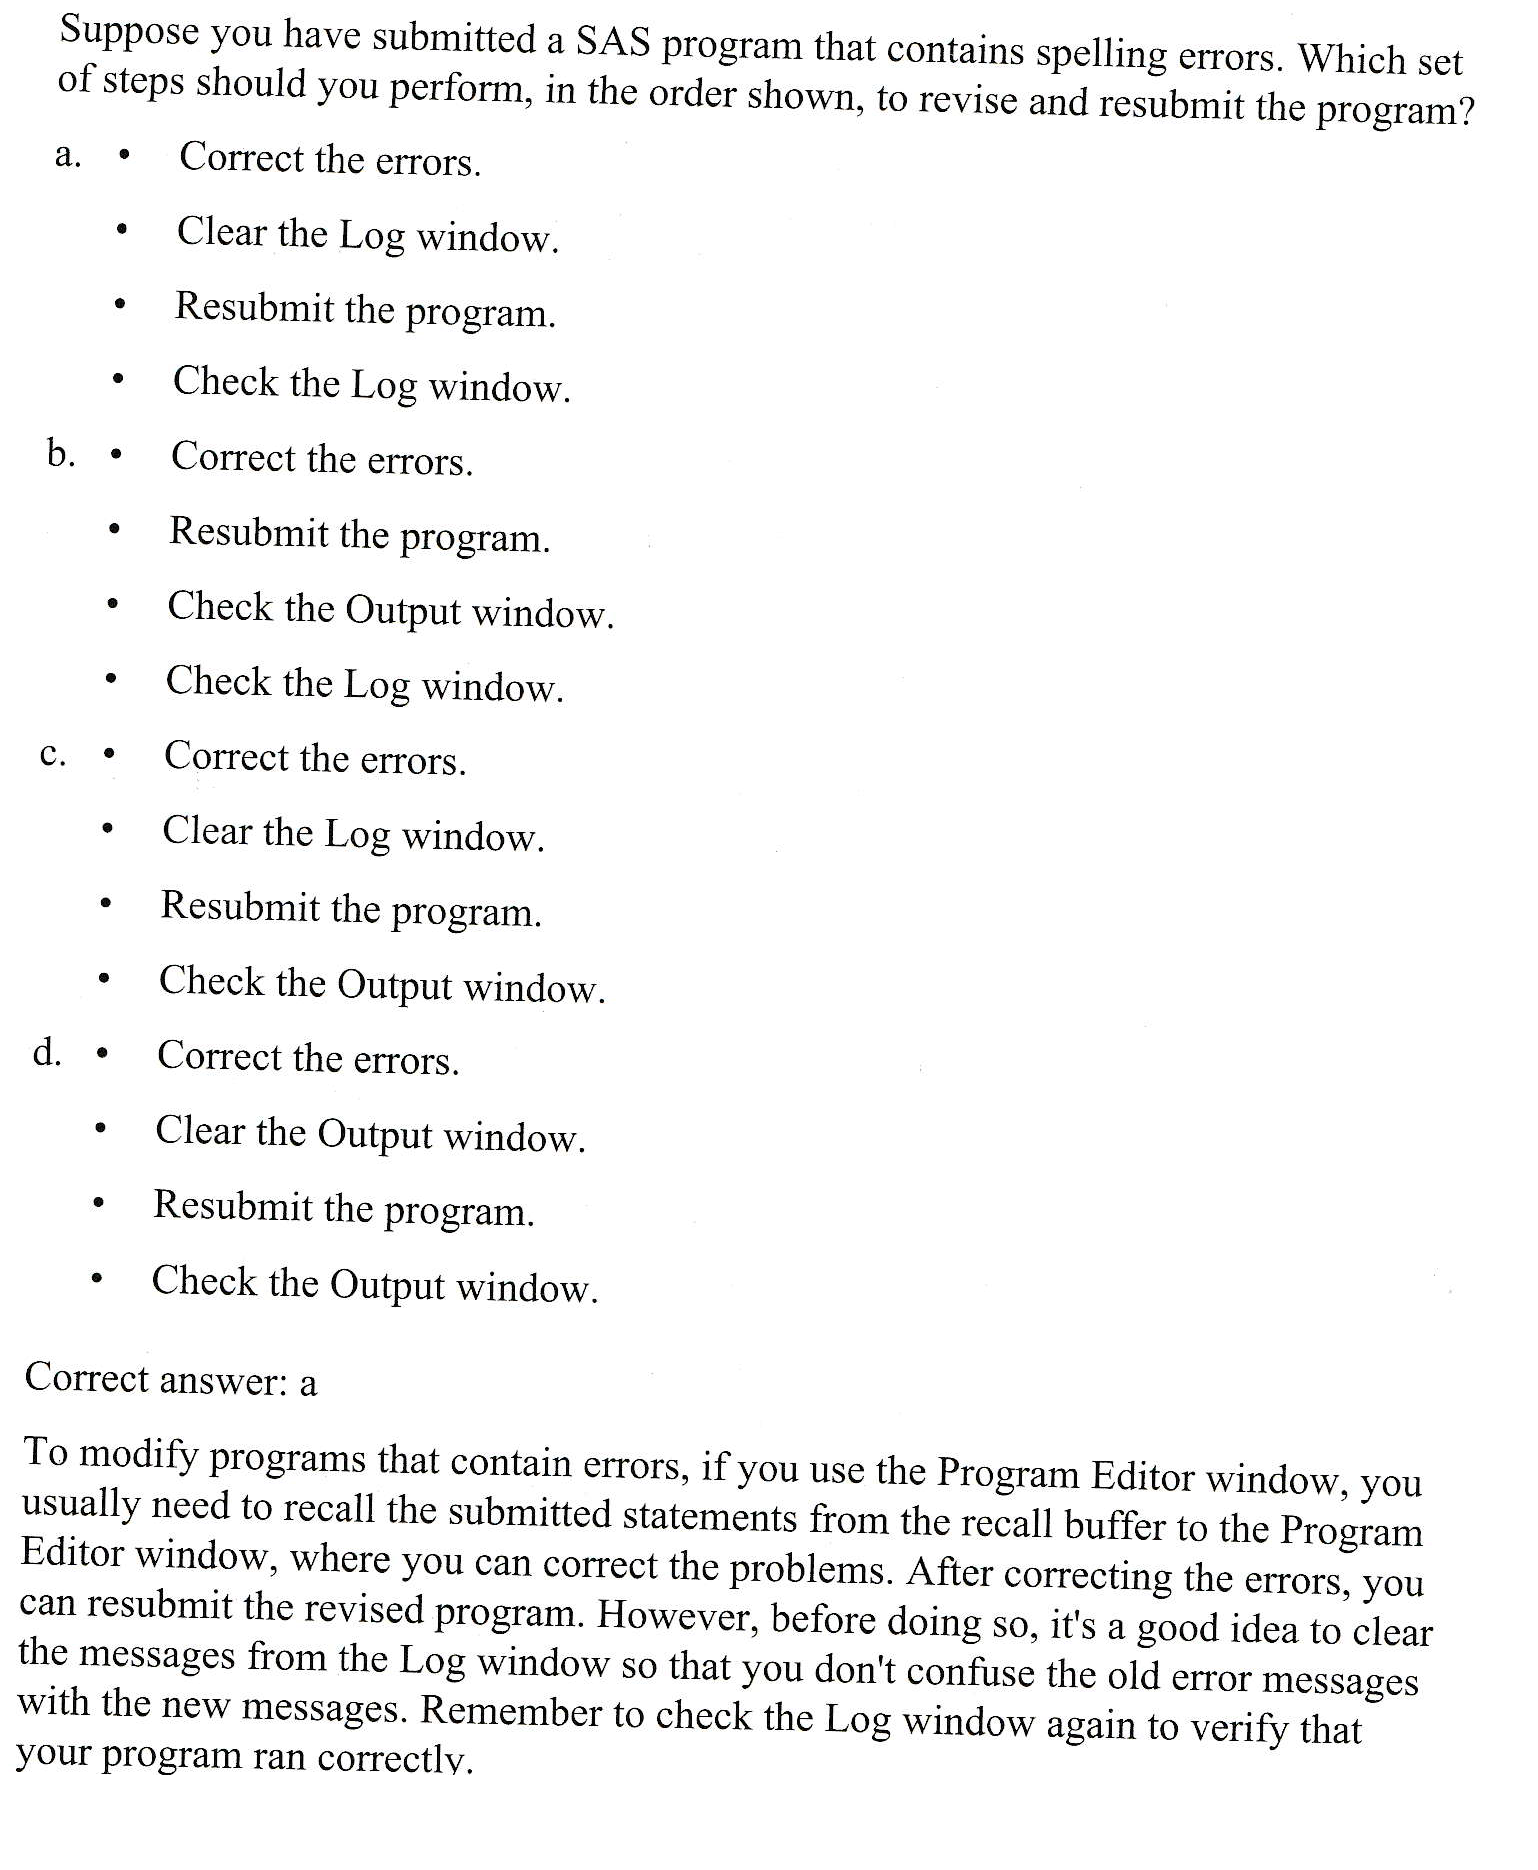 Suppose you have submitted a SAS program that contains spelling errors. Which set
of steps should you perform, in the order shown, to revise and resubmit the program?
a. • Correct the errors.
• Clear the Log window.
• Resubmit the program.
• Check the Log window.
b. • Correct the errors.
• Resubmit the program.
• Check the Output window.
• Check the Log window.
c. • Correct the errors.
• Clear the Log window.
• Resubmit the program.
• Check the Output window.
d. • Correct the errors.
• Clear the Output window.
• Resubmit the program.
• Check the Output window.
Correct answer: a
To modify programs that contain errors, if you use the Program Editor window, you
usually need to recall the submitted statements from the recall buffer to the Program
Editor window, where you can correct the problems. After correcting the errors, you
can resubmit the revised program. However, before doing so, it's a good idea to clear
the messages from the Log window so that you don't confuse the old error messages
with the new messages. Remember to check the Log window again to verify that
your program ran correctly.